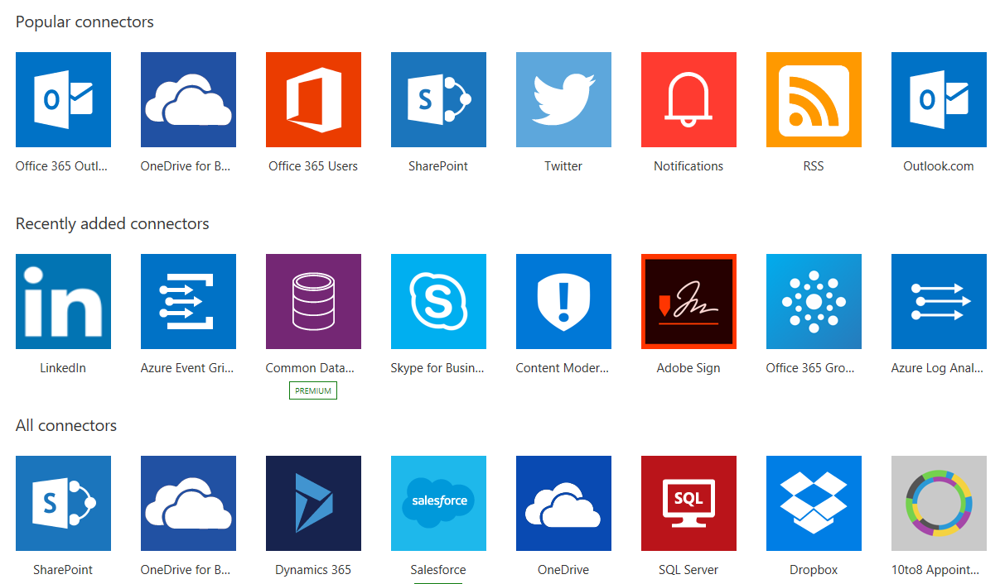 Popular connectors
O S
Office 365 Outl... OneDrive for B... Office 365 Users SharePoint Twitter Notifications RSS Outlook.com
Recently added connectors
in S
LinkedIn Azure Event Gri... Common Data... Skype for Busin... Content Moder... Adobe Sign Office 365 Gro... Azure Log Anal...
PREMIUM
All connectors
S salesforce SQL
SharePoint OneDrive for B... Dynamics 365 Salesforce OneDrive SQL Server Dropbox 10to8 Appoint...